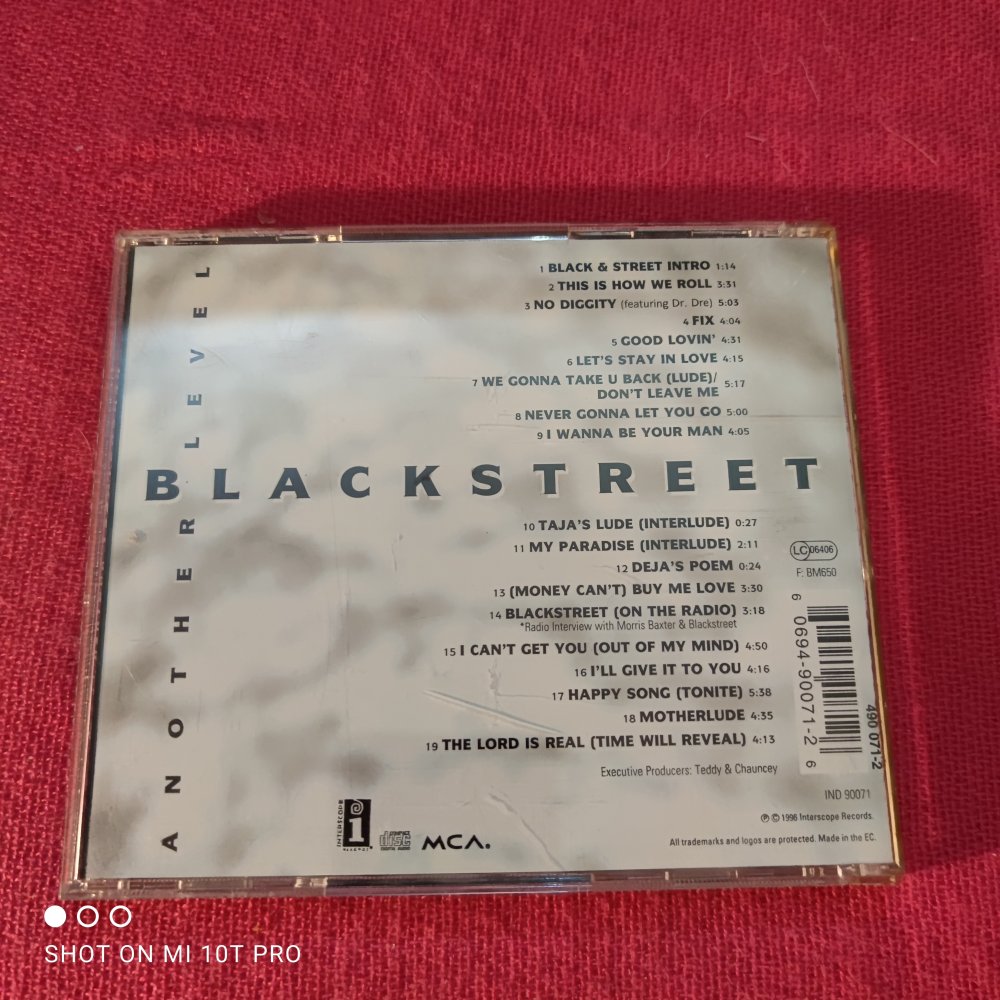 1 BLACK & STREET INTRO 1:14
2 THIS IS HOW WE ROLL 3:31
3 NO DIGGITY (featuring Dr. Dre) 5:03
4 FIX 4:04
5 GOOD LOVIN' 4:31
6 LET'S STAY IN LOVE 4:15
7 WE GONNA TAKE U BACK (LUDE)/
DON'T LEAVE ME 5:17
8 NEVER GONNA LET YOU GO 5:00
9 I WANNA BE YOUR MAN 4:05
ANOTHER LEVEL
BLACKSTREET
10 TAJA'S LUDE (INTERLUDE) 0:27
11 MY PARADISE (INTERLUDE) 2:11
12 DEJA'S POEM 0:24
13 (MONEY CAN'T) BUY ME LOVE 3:30
14 BLACKSTREET (ON THE RADIO) 3:18
*Radio Interview with Morris Baxter & Blackstreet
15 I CAN'T GET YOU (OUT OF MY MIND) 4:50
16 I'LL GIVE IT TO YOU 4:16
17 HAPPY SONG (TONITE) 5:38
18 MOTHERLUDE 4:35
19 THE LORD IS REAL (TIME WILL REVEAL) 4:13
Executive Producers: Teddy & Chauncey
LC 06406
F: BM650
6 0694-90071-2 6
490 071-2
IND 90071
℗ © 1996 Interscope Records.
All trademarks and logos are protected. Made in the EC.
INTERSCOPE
RECORDS
COMPACT
disc
DIGITAL AUDIO
MCA.
SHOT ON MI 10T PRO